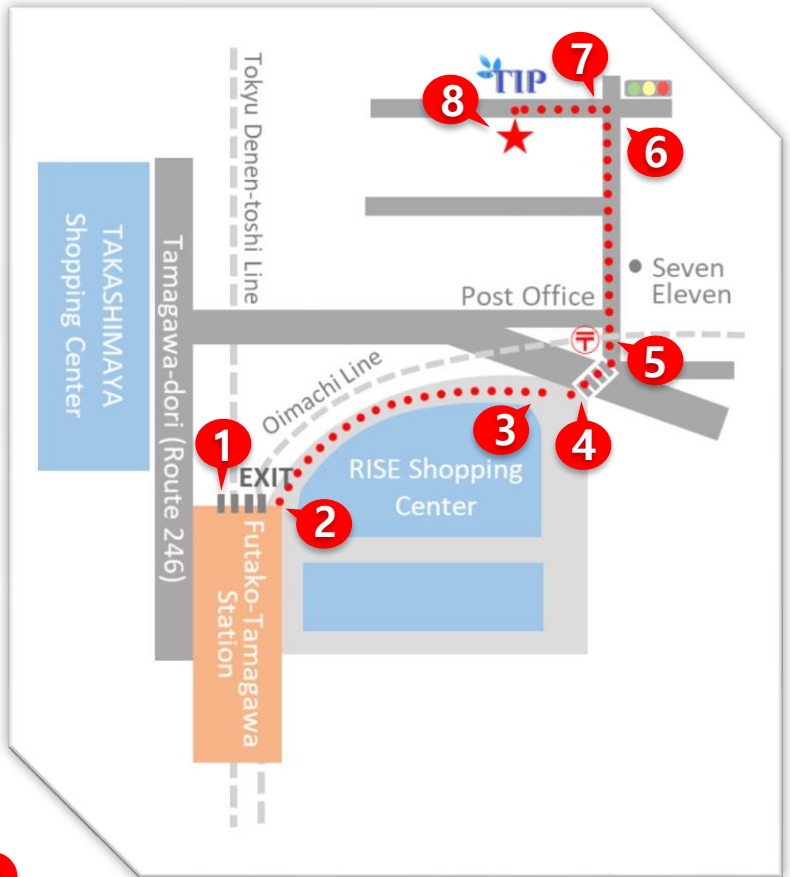 TIP
7
8
6
Tokyu Denen-toshi Line
TAKASHIMAYA
Shopping Center
Tamagawa-dori (Route 246)
Seven
Eleven
Post Office
〒
5
Oimachi Line
3
4
1
EXIT
RISE Shopping
Center
2
Futako-Tamagawa
Station